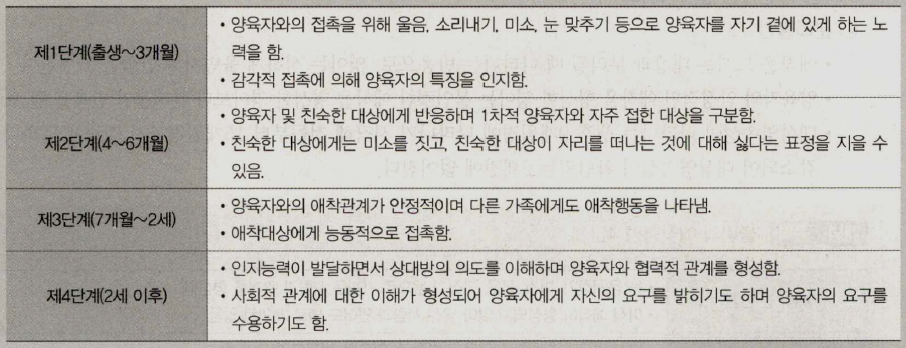 제1단계(출생~3개월)
• 양육자와의 접촉을 위해 울음, 소리내기, 미소, 눈 맞추기 등으로 양육자를 자기 곁에 있게 하는 노
력을 함.
• 감각적 접촉에 의해 양육자의 특징을 인지함.
제2단계(4~6개월)
• 양육자 및 친숙한 대상에게 반응하며 1차적 양육자와 자주 접한 대상을 구분함.
• 친숙한 대상에게는 미소를 짓고, 친숙한 대상이 자리를 떠나는 것에 대해 싫다는 표정을 지을 수
있음.
제3단계(7개월~2세)
• 양육자와의 애착관계가 안정적이며 다른 가족에게도 애착행동을 나타냄.
• 애착대상에게 능동적으로 접촉함.
제4단계(2세 이후)
• 인지능력이 발달하면서 상대방의 의도를 이해하며 양육자와 협력적 관계를 형성함.
• 사회적 관계에 대한 이해가 형성되어 양육자에게 자신의 요구를 밝히기도 하며 양육자의 요구를
수용하기도 함.